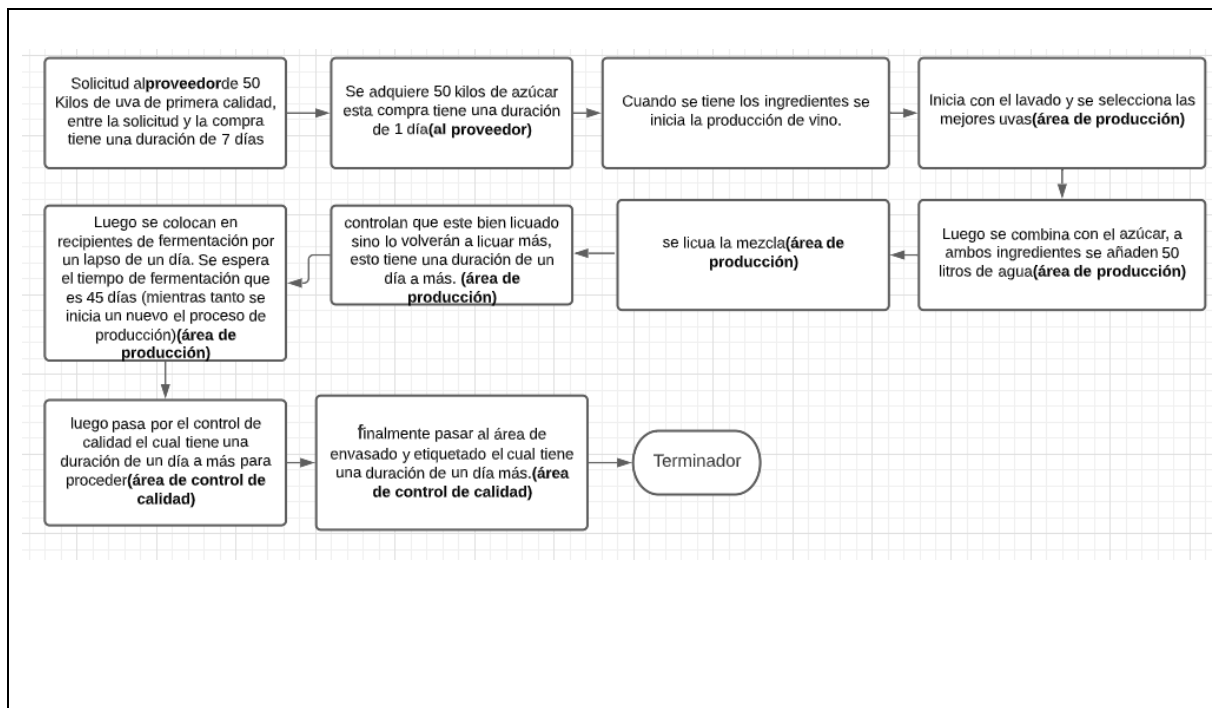 Solicitud alproveedorde 50
Kilos de uva de primera calidad,
entre la solicitud y la compra
tiene una duración de 7 días
Se adquiere 50 kilos de azúcar
esta compra tiene una duración
de 1 día(al proveedor)
Cuando se tiene los ingredientes se
inicia la producción de vino.
Inicia con el lavado y se selecciona las
mejores uvas(área de producción)
Luego se combina con el azúcar, a
ambos ingredientes se añaden 50
litros de agua(área de producción)
se licua la mezcla(área de
producción)
controlan que este bien licuado
sino lo volverán a licuar más,
esto tiene una duración de un
día a más. (área de
producción)
Luego se colocan en
recipientes de fermentación por
un lapso de un día. Se espera
el tiempo de fermentación que
es 45 días (mientras tanto se
inicia un nuevo el proceso de
producción)(área de
producción)
luego pasa por el control de
calidad el cual tiene una
duración de un día a más para
proceder(área de control de
calidad)
finalmente pasar al área de
envasado y etiquetado el cual tiene
una duración de un día más.(área
de control de calidad)
Terminador